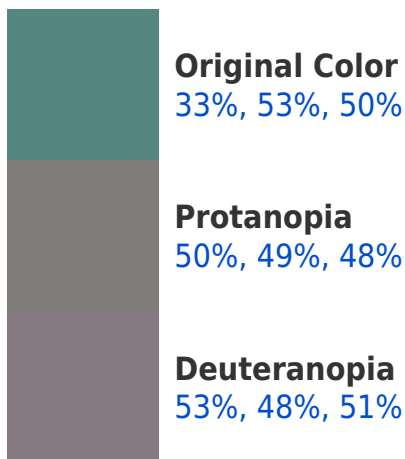 Original Color
33%, 53%, 50%
Protanopia
50%, 49%, 48%
Deuteranopia
53%, 48%, 51%